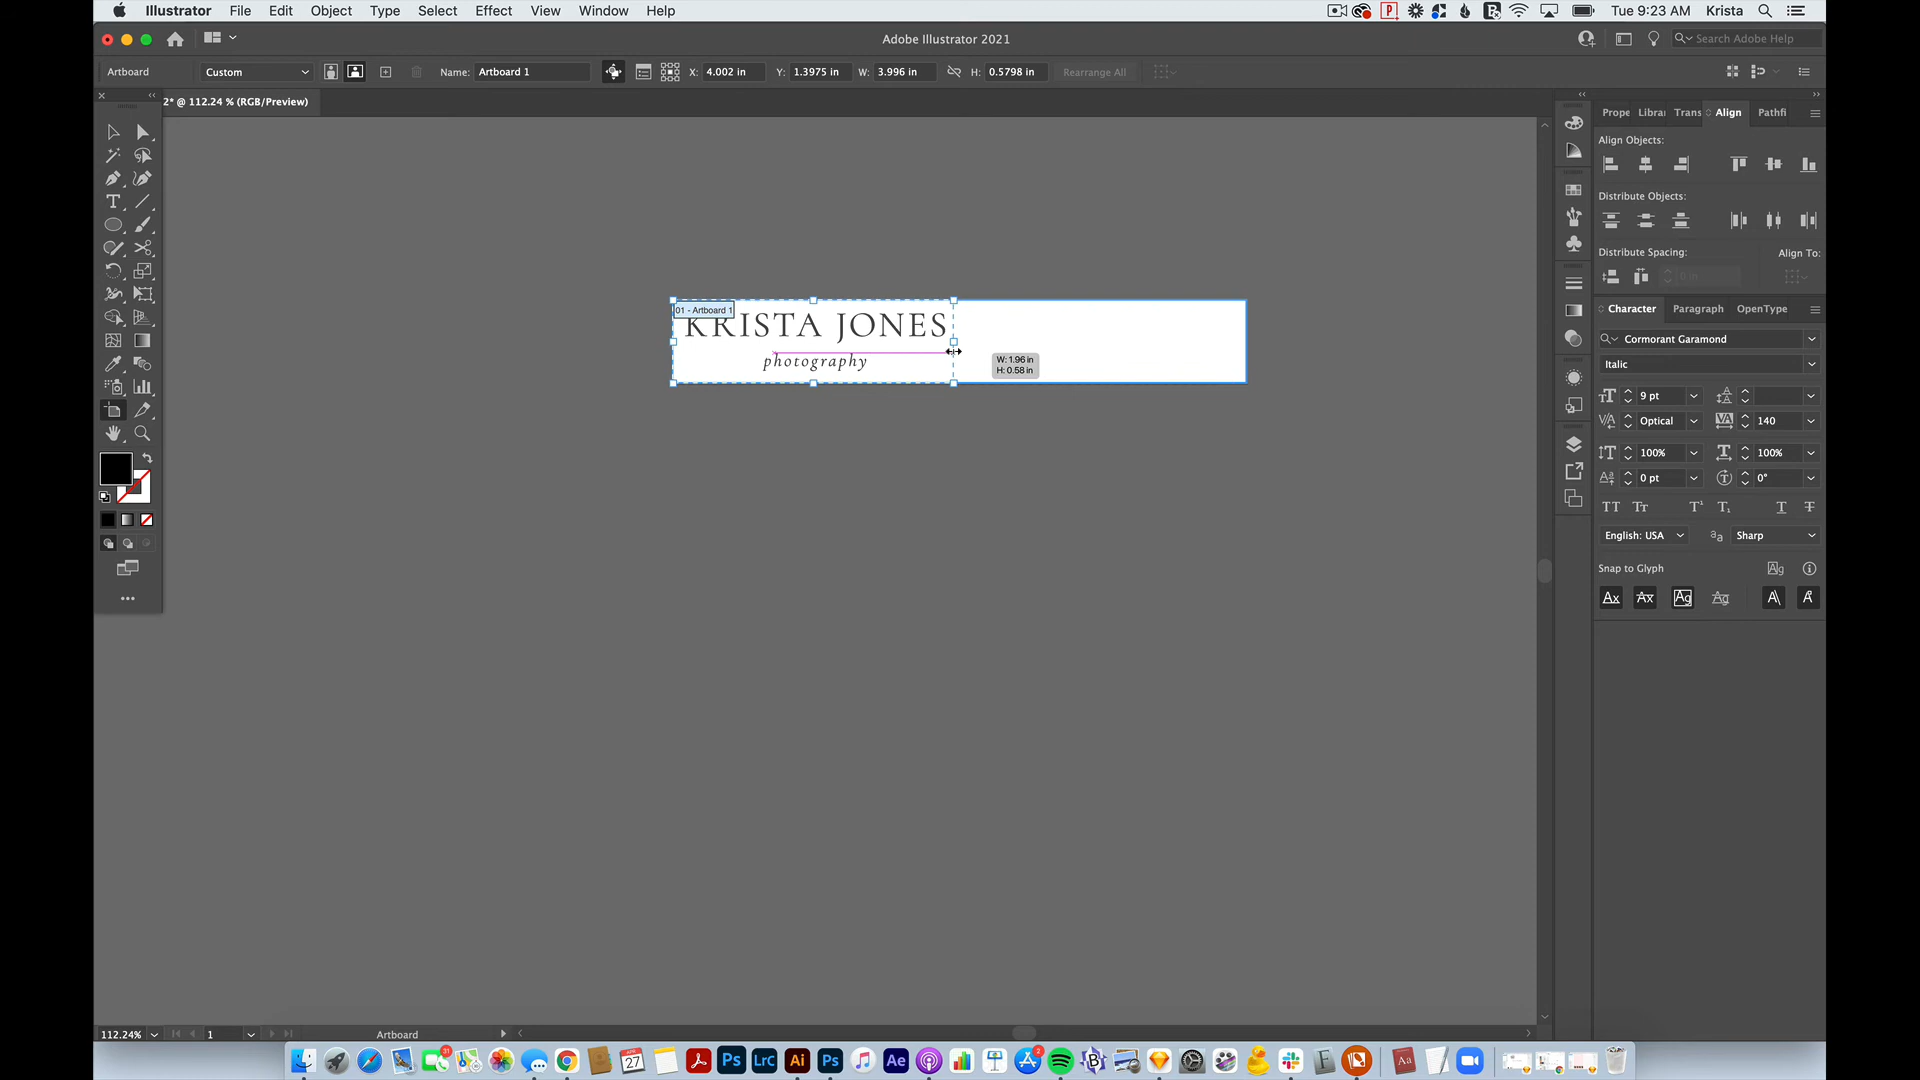 Illustrator File Edit Object Type Select Effect View Window Help
Tue 9:23 AM Krista
Adobe Illustrator 2021
Search Adobe Help
Artboard Custom Name: Artboard 1 X: 4.002 in Y: 1.3975 in W: 3.996 in H: 0.5798 in Rearrange All
2* @ 112.24 % (RGB/Preview)
Prope Librai Trans Align Pathfi
Align Objects:
Distribute Objects:
Distribute Spacing: Align To:
0 in
Character Paragraph OpenType
Cormorant Garamond
Italic
9 pt
Optical 140
100% 100%
0 pt 0°
English: USA Sharp
Snap to Glyph
01 - Artboard 1
KRISTA JONES
photography
W: 1.96 in
H: 0.58 in
112.24% 1 Artboard